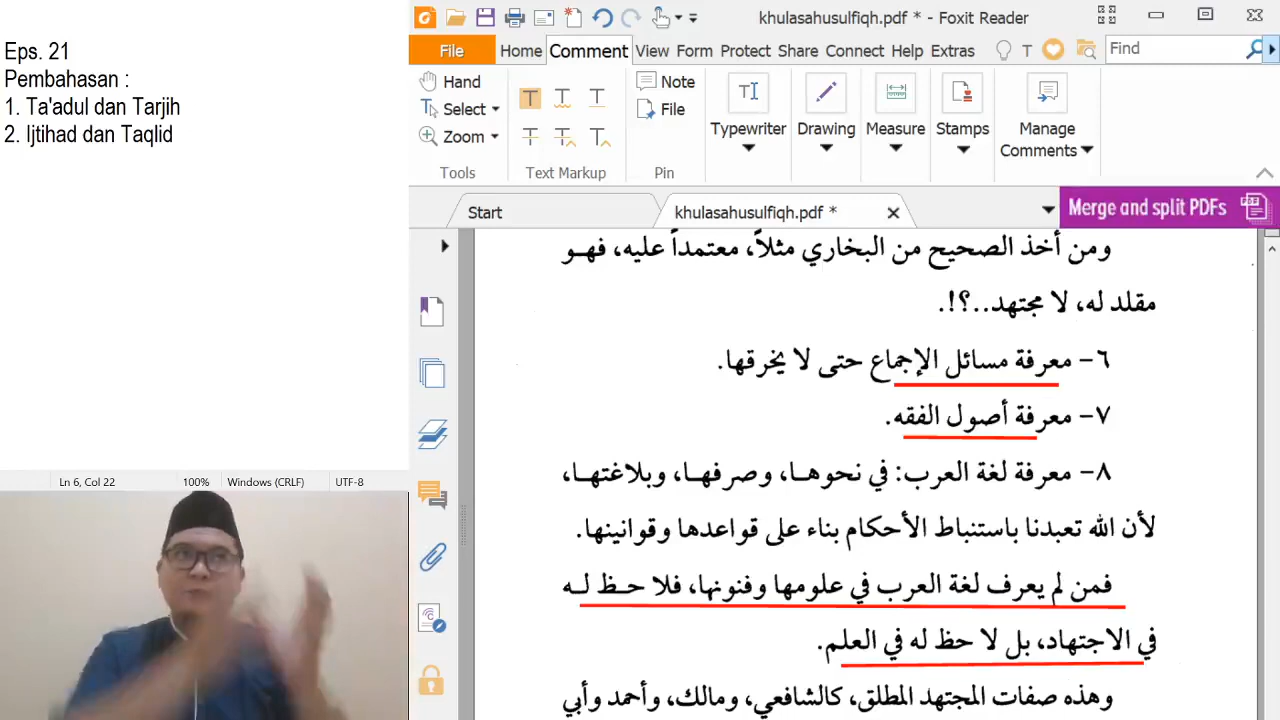 Eps. 21
Pembahasan :
1. Ta'adul dan Tarjih
2. Ijtihad dan Taqlid
Ln 6, Col 22 100% Windows (CRLF) UTF-8
khulasahusulfiqh.pdf * - Foxit Reader
File Home Comment View Form Protect Share Connect Help Extras Find
Hand
Select
Zoom
Tools
Text Markup
Note
File
Pin
Typewriter
Drawing
Measure
Stamps
Manage
Comments
Start
khulasahusulfiqh.pdf *
Merge and split PDFs
ومن أخذ الصحيح من البخاري مثلاً، معتمداً عليه، فهو
مقلد له، لا مجتهد..؟!.
٦- معرفة مسائل الإجماع حتى لا يخرقها.
٧- معرفة أصول الفقه.
٨- معرفة لغة العرب: في نحوها، وصرفها، وبلاغتها،
لأن الله تعبدنا باستنباط الأحكام بناء على قواعدها وقوانينها.
فمن لم يعرف لغة العرب في علومها وفنونها، فلا حظ له
في الاجتهاد، بل لا حظ له في العلم.
وهذه صفات المجتهد المطلق، كالشافعي، ومالك، وأحمد وأبي